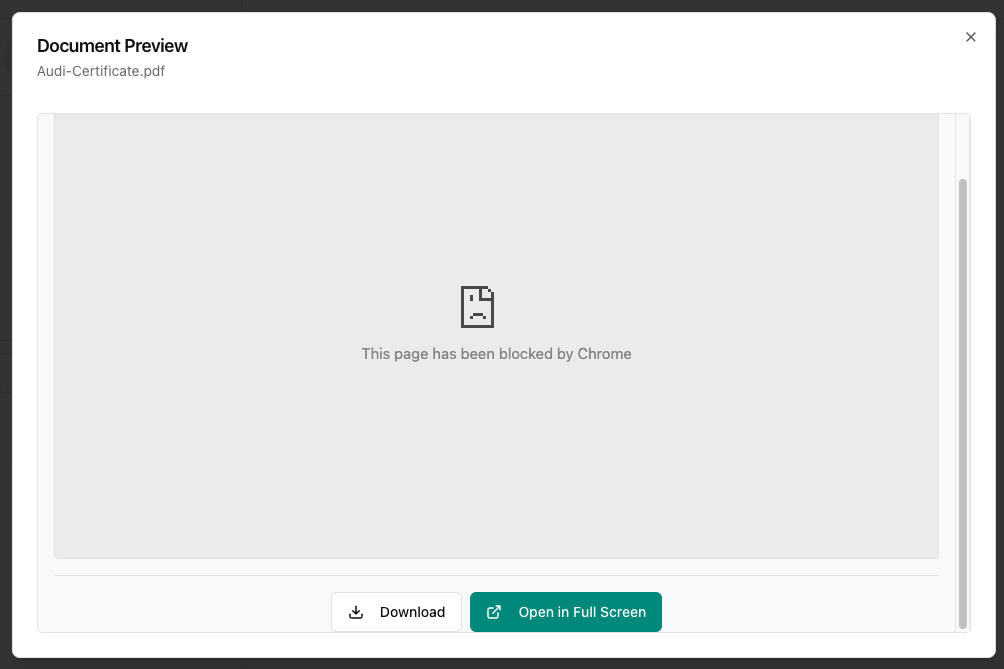 Document Preview
Audi-Certificate.pdf
This page has been blocked by Chrome
Download
Open in Full Screen